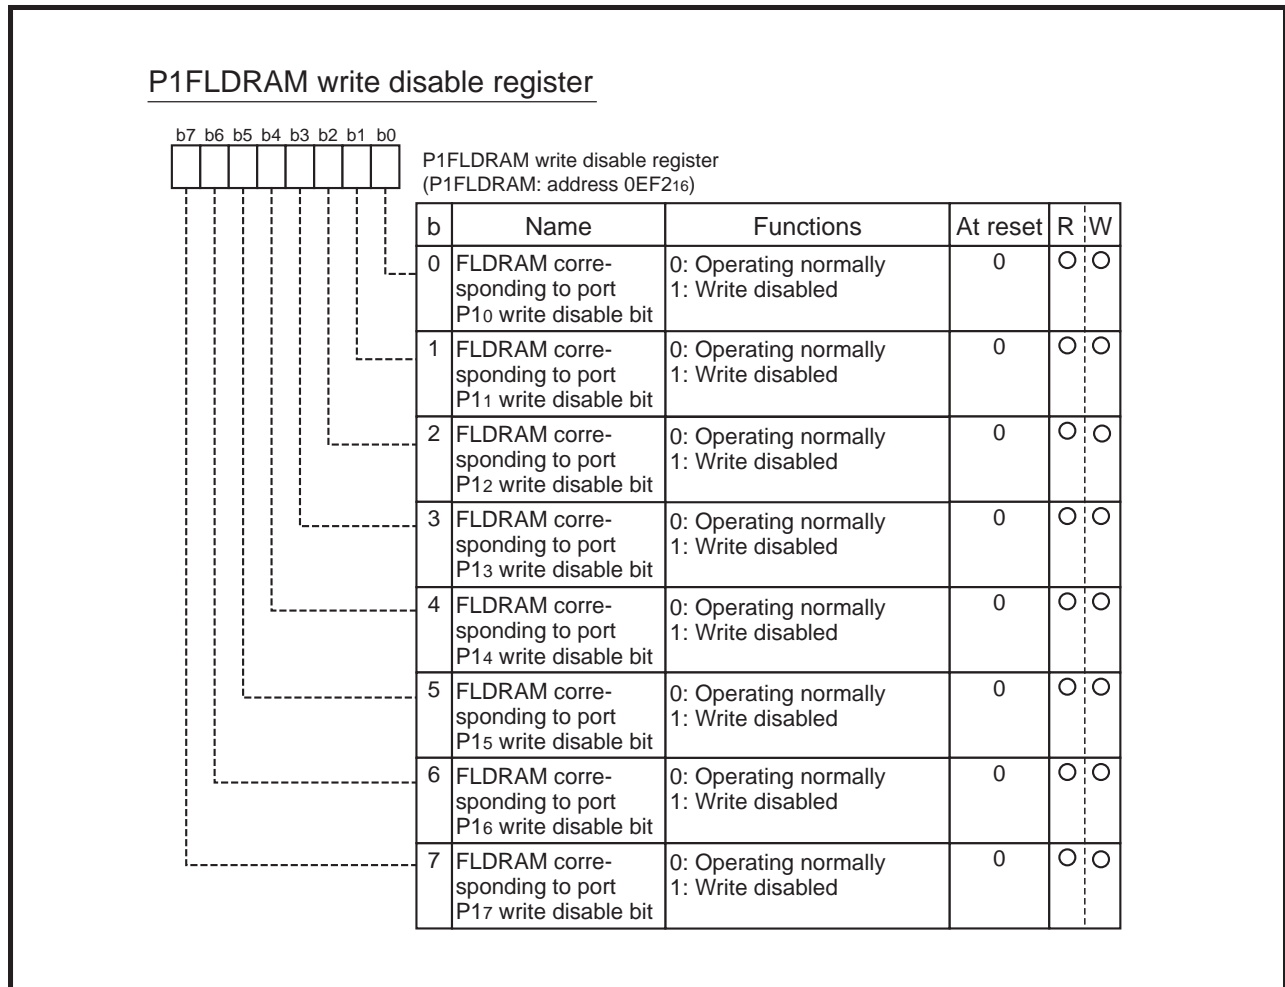 P1FLDRAM write disable register
b7 b6 b5 b4 b3 b2 b1 b0
P1FLDRAM write disable register
(P1FLDRAM: address 0EF216)
b Name Functions At reset R W
0 FLDRAM corre- 0: Operating normally 0 O O
sponding to port 1: Write disabled
P10 write disable bit
1 FLDRAM corre- 0: Operating normally 0 O O
sponding to port 1: Write disabled
P11 write disable bit
2 FLDRAM corre- 0: Operating normally 0 O O
sponding to port 1: Write disabled
P12 write disable bit
3 FLDRAM corre- 0: Operating normally 0 O O
sponding to port 1: Write disabled
P13 write disable bit
4 FLDRAM corre- 0: Operating normally 0 O O
sponding to port 1: Write disabled
P14 write disable bit
5 FLDRAM corre- 0: Operating normally 0 O O
sponding to port 1: Write disabled
P15 write disable bit
6 FLDRAM corre- 0: Operating normally 0 O O
sponding to port 1: Write disabled
P16 write disable bit
7 FLDRAM corre- 0: Operating normally 0 O O
sponding to port 1: Write disabled
P17 write disable bit